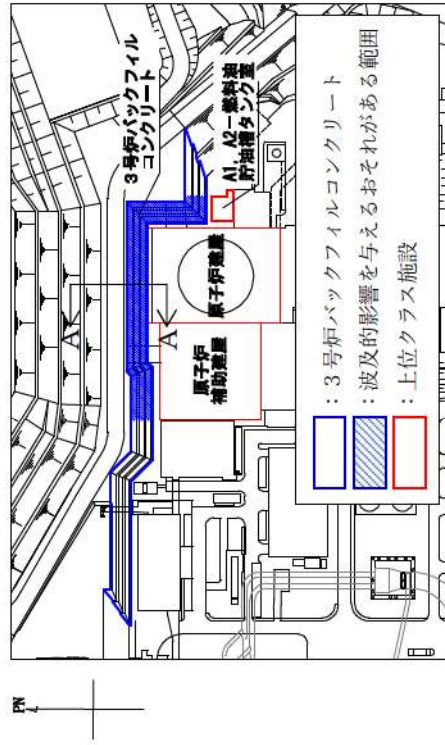 PN
3号炉バックフィル
コンクリート
A1,A2-燃料油
貯油槽タンク室
A
A
原子炉建屋
原子炉
補助建屋
:3号炉バックフィルコンクリート
:波及的影響を与えるおそれがある範囲
:上位クラス施設